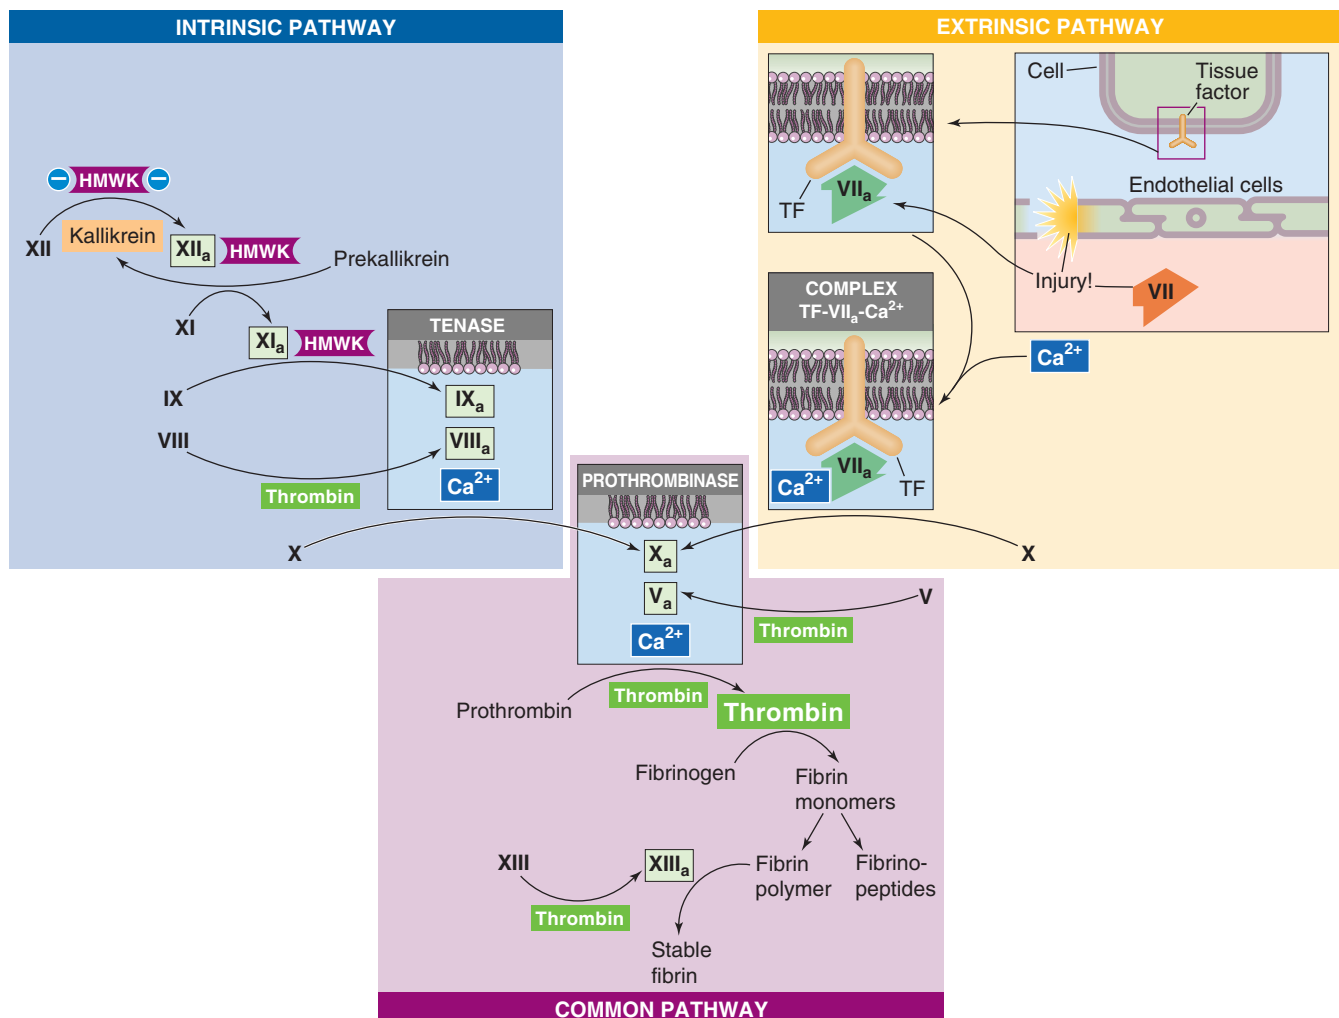 INTRINSIC PATHWAY
− HMWK −
XII
Kallikrein
XIIa
HMWK
Prekallikrein
XI
XIa
HMWK
TENASE
IX
IXa
VIII
VIIIa
Thrombin
Ca2+
X
EXTRINSIC PATHWAY
Cell
Tissue
factor
TF
VIIa
Endothelial cells
Injury!
VII
COMPLEX
TF-VIIa-Ca2+
Ca2+
VIIa
Ca2+
TF
X
PROTHROMBINASE
Xa
Va
V
Thrombin
Ca2+
Prothrombin
Thrombin
Thrombin
Fibrinogen
Fibrin
monomers
XIII
XIIIa
Thrombin
Fibrin
polymer
Fibrino-
peptides
Stable
fibrin
COMMON PATHWAY